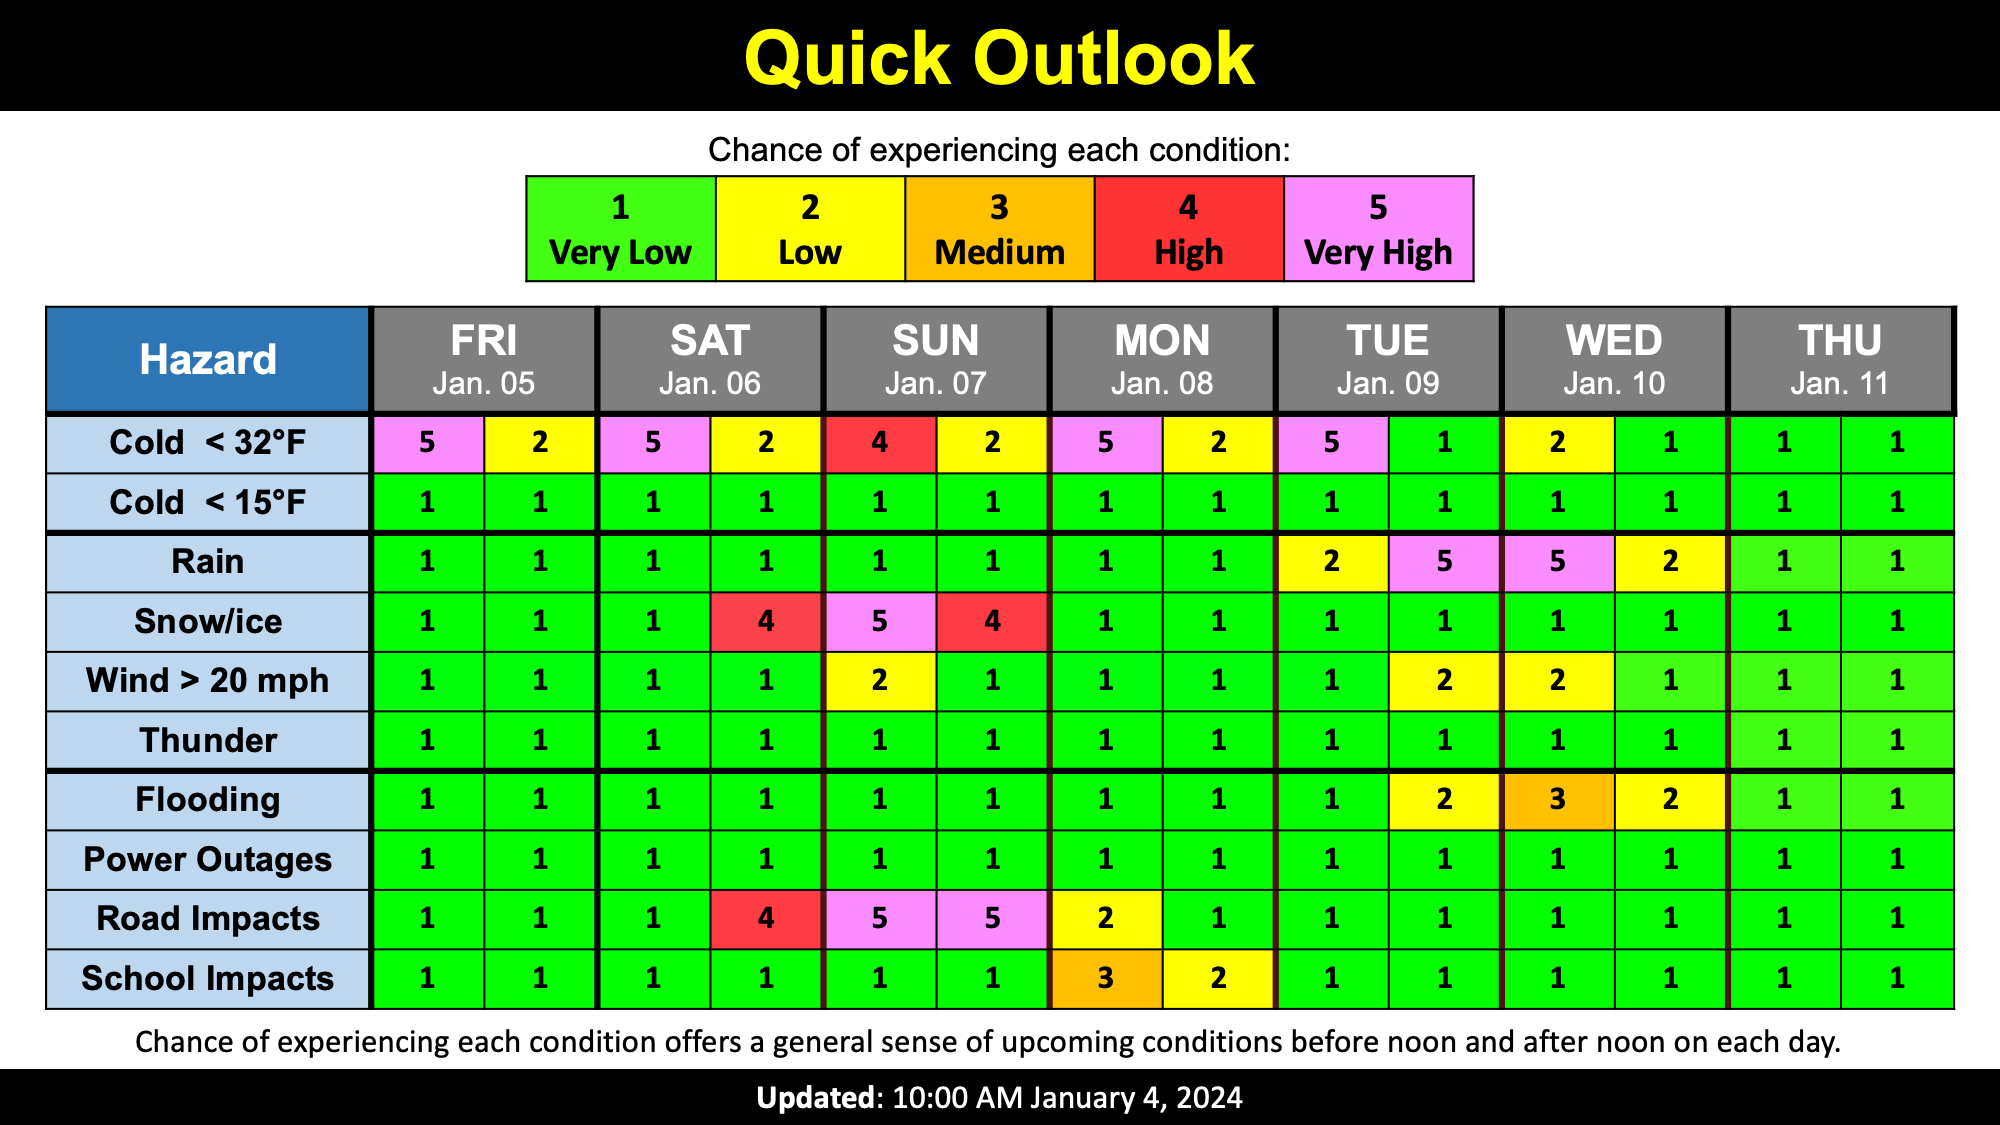 Quick Outlook
Chance of experiencing each condition:
1 2 3 4 5
Very Low Low Medium High Very High
Hazard FRI SAT SUN MON TUE WED THU
Jan. 05 Jan. 06 Jan. 07 Jan. 08 Jan. 09 Jan. 10 Jan. 11
Cold < 32°F 5 2 5 2 4 2 5 2 5 1 2 1 1 1
Cold < 15°F 1 1 1 1 1 1 1 1 1 1 1 1 1 1
Rain 1 1 1 1 1 1 1 1 2 5 5 2 1 1
Snow/ice 1 1 1 4 5 4 1 1 1 1 1 1 1 1
Wind > 20 mph 1 1 1 1 2 1 1 1 1 2 2 1 1 1
Thunder 1 1 1 1 1 1 1 1 1 1 1 1 1 1
Flooding 1 1 1 1 1 1 1 1 1 2 3 2 1 1
Power Outages 1 1 1 1 1 1 1 1 1 1 1 1 1 1
Road Impacts 1 1 1 4 5 5 2 1 1 1 1 1 1 1
School Impacts 1 1 1 1 1 1 3 2 1 1 1 1 1 1
Chance of experiencing each condition offers a general sense of upcoming conditions before noon and after noon on each day.
Updated: 10:00 AM January 4, 2024